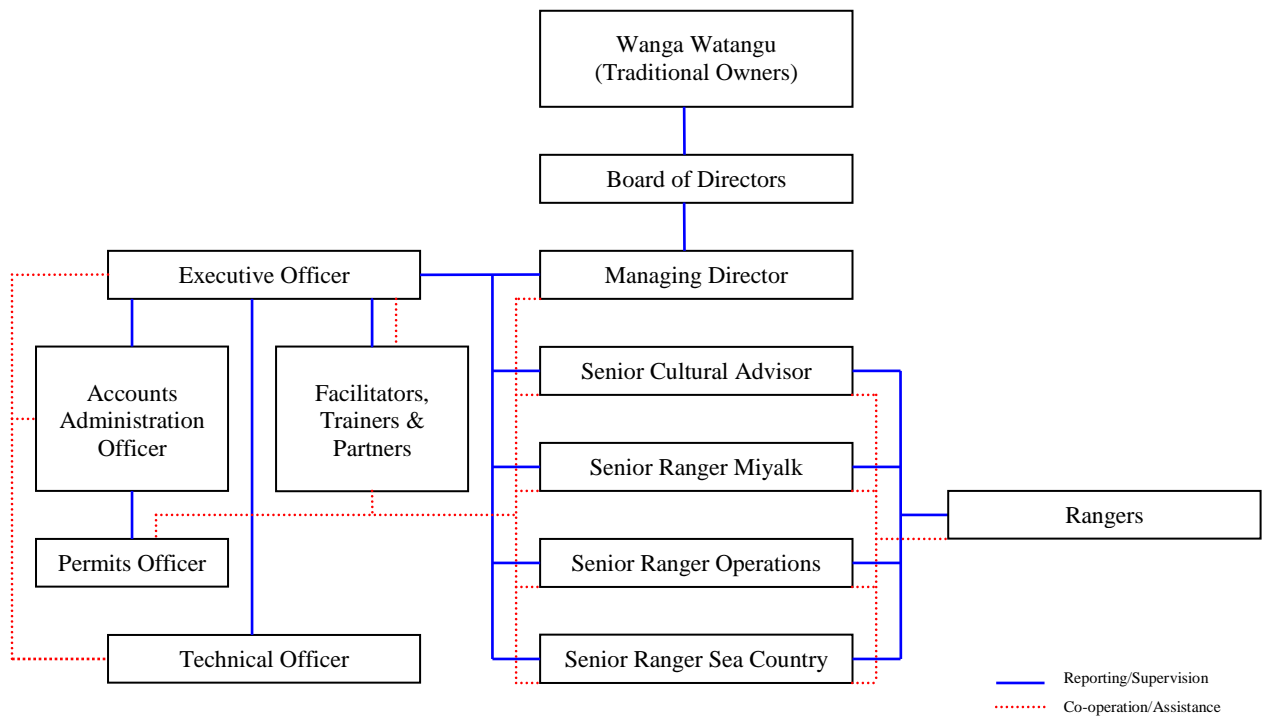 Wanga Watangu
(Traditional Owners)
Board of Directors
Executive Officer
Managing Director
Accounts
Administration
Officer
Facilitators,
Trainers &
Partners
Senior Cultural Advisor
Senior Ranger Miyalk
Rangers
Permits Officer
Senior Ranger Operations
Technical Officer
Senior Ranger Sea Country
Reporting/Supervision
Co-operation/Assistance